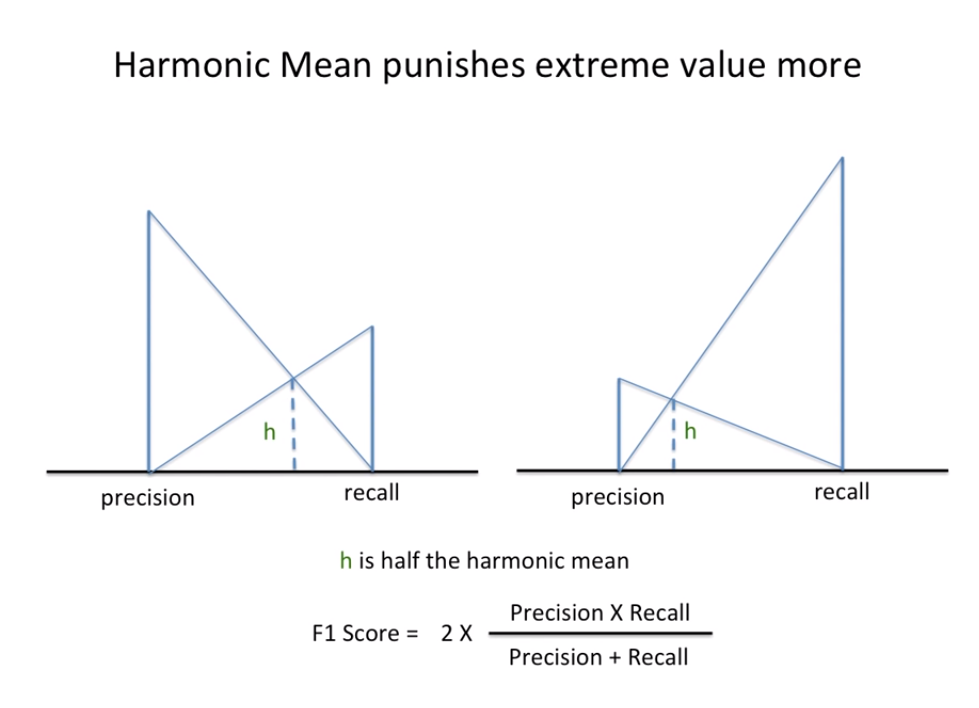 Harmonic Mean punishes extreme value more
h
h
precision
recall
precision
recall
h is half the harmonic mean
F1 Score = 2 X
Precision X Recall
Precision + Recall